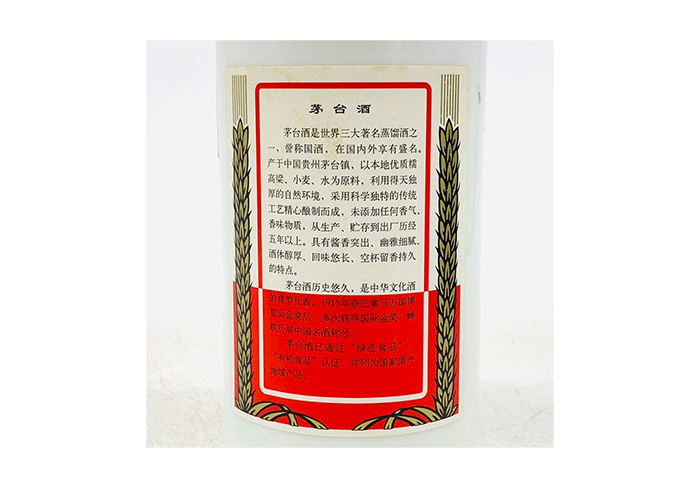 茅台酒
茅台酒是世界三大著名蒸馏酒之
一，誉称国酒，在国内外享有盛名。
产于中国贵州茅台镇，以本地优质糯
高粱、小麦、水为原料，利用得天独
厚的自然环境，采用科学独特的传统
工艺精心酿制而成，未添加任何香气、
香味物质，从生产、贮存到出厂历经
五年以上。具有酱香突出、幽雅细腻、
酒体醇厚、回味悠长、空杯留香持久
的特点。
茅台酒历史悠久，是中华文化酒
的典型代表。1915年获巴拿马万国博
览会金奖后，多次获得国际金奖，蝉
联历届中国名酒称号。
茅台酒已通过“绿色食品”、
“有机食品”认证，并列为国家原产
地域产品。